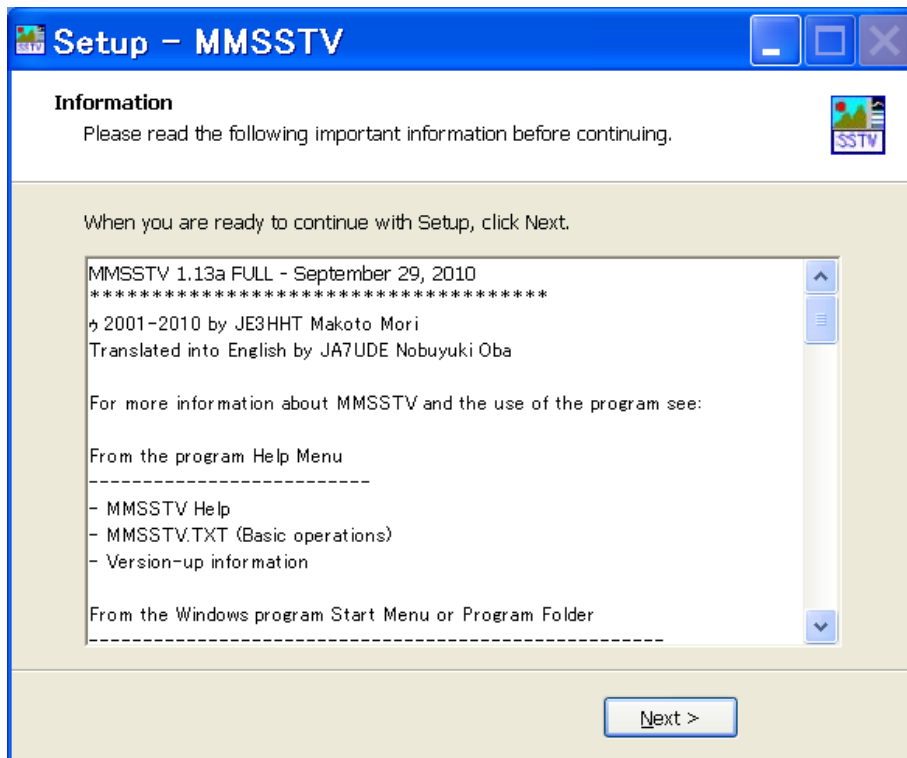 Setup - MMSSTV
Information
Please read the following important information before continuing.
SSTV
When you are ready to continue with Setup, click Next.
MMSSTV 1.13a FULL - September 29, 2010
*************************************
ゥ 2001-2010 by JE3HHT Makoto Mori
Translated into English by JA7UDE Nobuyuki Oba
For more information about MMSSTV and the use of the program see:
From the program Help Menu
--------------------------
- MMSSTV Help
- MMSSTV.TXT (Basic operations)
- Version-up information
From the Windows program Start Menu or Program Folder
-----------------------------------------------------
Next >